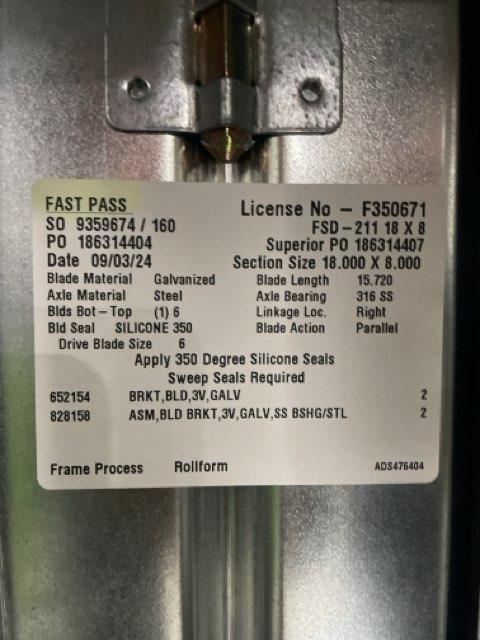 FAST PASS
License No – F350671
SO 9359674 / 160
FSD–211 18 X 8
PO 186314404
Superior PO 186314407
Date 09/03/24
Section Size 18.000 X 8.000
Blade Material Galvanized Blade Length 15.720
Axle Material Steel Axle Bearing 316 SS
Blds Bot–Top (1) 6 Linkage Loc. Right
Bld Seal SILICONE 350 Blade Action Parallel
Drive Blade Size 6
Apply 350 Degree Silicone Seals
Sweep Seals Required
652154 BRKT,BLD,3V,GALV 2
828158 ASM,BLD BRKT,3V,GALV,SS BSHG/STL 2
Frame Process Rollform ADS476404